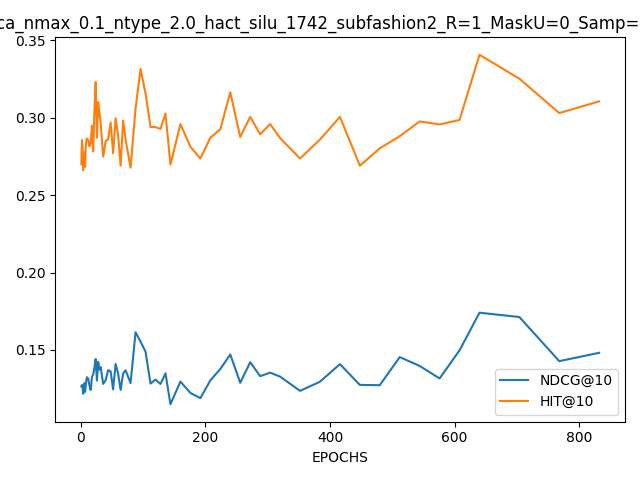 ca_nmax_0.1_ntype_2.0_hact_silu_1742_subfashion2_R=1_MaskU=0_Samp=
0.35
0.30
0.25
0.20
0.15
0 200 400 600 800
EPOCHS
NDCG@10
HIT@10